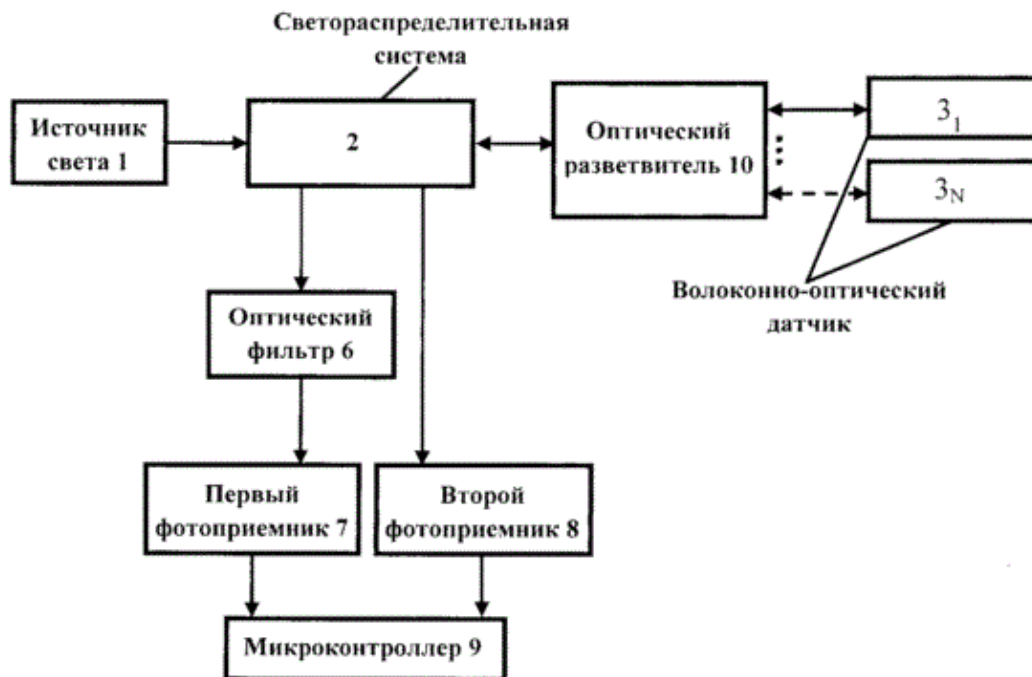 Светораспределительная
система
Источник
света 1
2
Оптический
разветвитель 10
3₁
3_N
Волоконно-оптический
датчик
Оптический
фильтр 6
Первый
фотоприемник 7
Второй
фотоприемник 8
Микроконтроллер 9